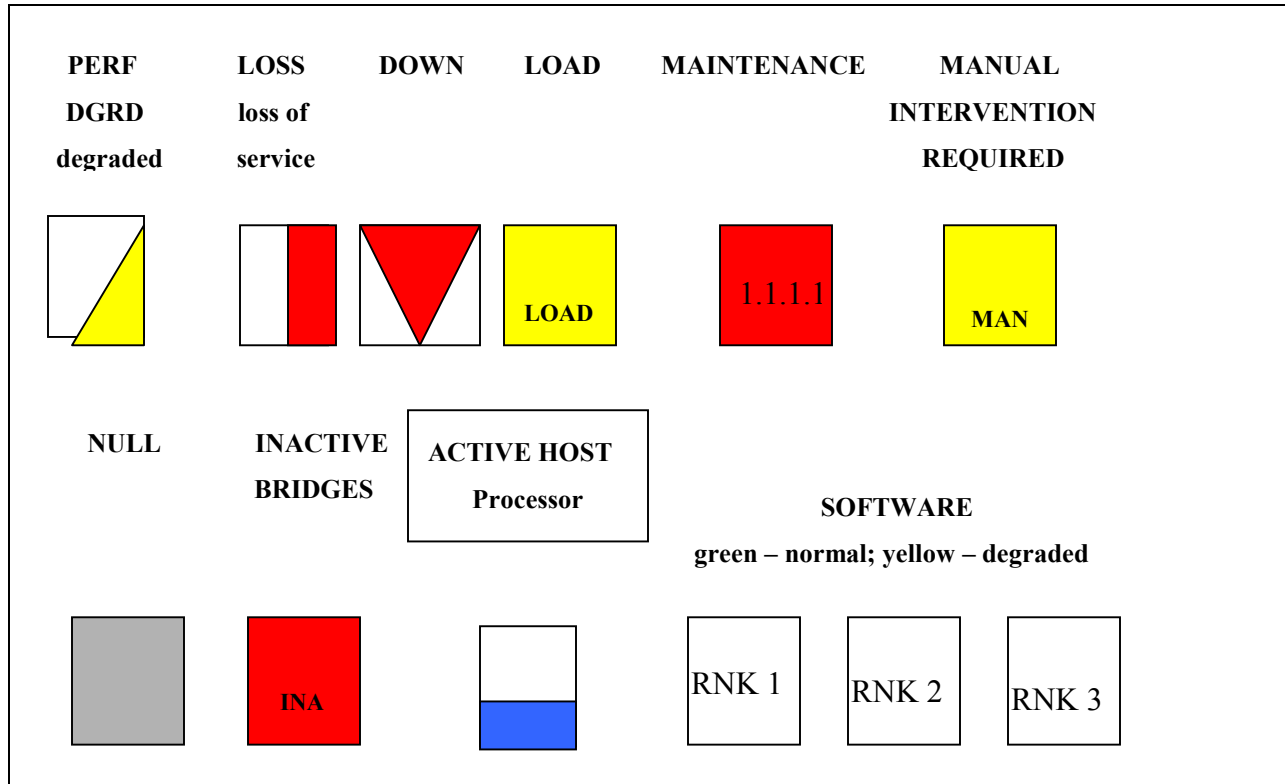 PERF
DGRD
degraded
LOSS
loss of
service
DOWN
LOAD
MAINTENANCE
MANUAL
INTERVENTION
REQUIRED
LOAD
1.1.1.1
MAN
NULL
INACTIVE
BRIDGES
ACTIVE HOST
Processor
SOFTWARE
green – normal; yellow – degraded
INA
RNK 1
RNK 2
RNK 3